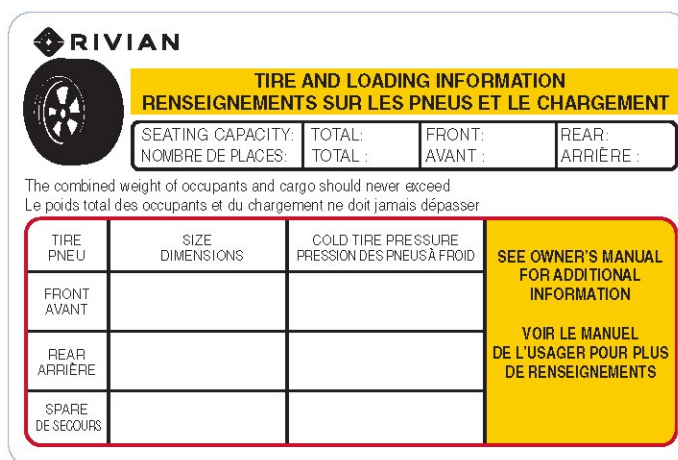 RIVIAN
TIRE AND LOADING INFORMATION
RENSEIGNEMENTS SUR LES PNEUS ET LE CHARGEMENT
SEATING CAPACITY: TOTAL: FRONT: REAR:
NOMBRE DE PLACES: TOTAL : AVANT : ARRIÈRE :
The combined weight of occupants and cargo should never exceed
Le poids total des occupants et du chargement ne doit jamais dépasser
TIRE SIZE COLD TIRE PRESSURE
PNEU DIMENSIONS PRESSION DES PNEUS À FROID
FRONT
AVANT
REAR
ARRIÈRE
SPARE
DE SECOURS
SEE OWNER'S MANUAL
FOR ADDITIONAL
INFORMATION
VOIR LE MANUEL
DE L'USAGER POUR PLUS
DE RENSEIGNEMENTS